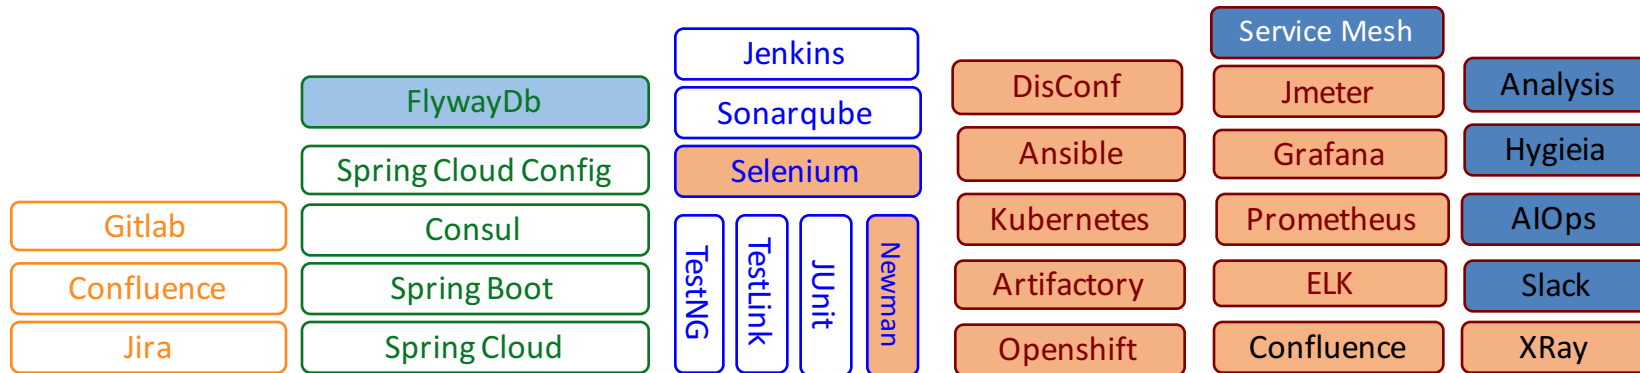 Gitlab
Confluence
Jira
FlywayDb
Spring Cloud Config
Consul
Spring Boot
Spring Cloud
Jenkins
Sonarqube
Selenium
TestNG
TestLink
JUnit
Newman
DisConf
Ansible
Kubernetes
Artifactory
Openshift
Service Mesh
Jmeter
Grafana
Prometheus
ELK
Confluence
Analysis
Hygieia
AIOps
Slack
XRay